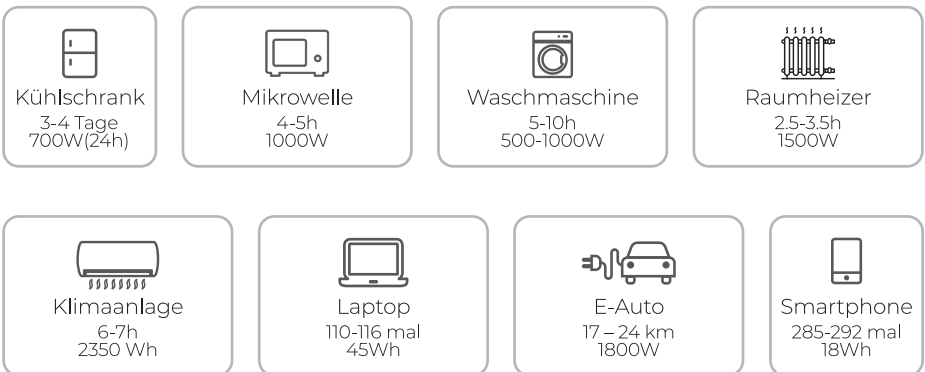 Kühlschrank
3-4 Tage
700W(24h)
Mikrowelle
4-5h
1000W
Waschmaschine
5-10h
500-1000W
Raumheizer
2.5-3.5h
1500W
Klimaanlage
6-7h
2350 Wh
Laptop
110-116 mal
45Wh
E-Auto
17 – 24 km
1800W
Smartphone
285-292 mal
18Wh